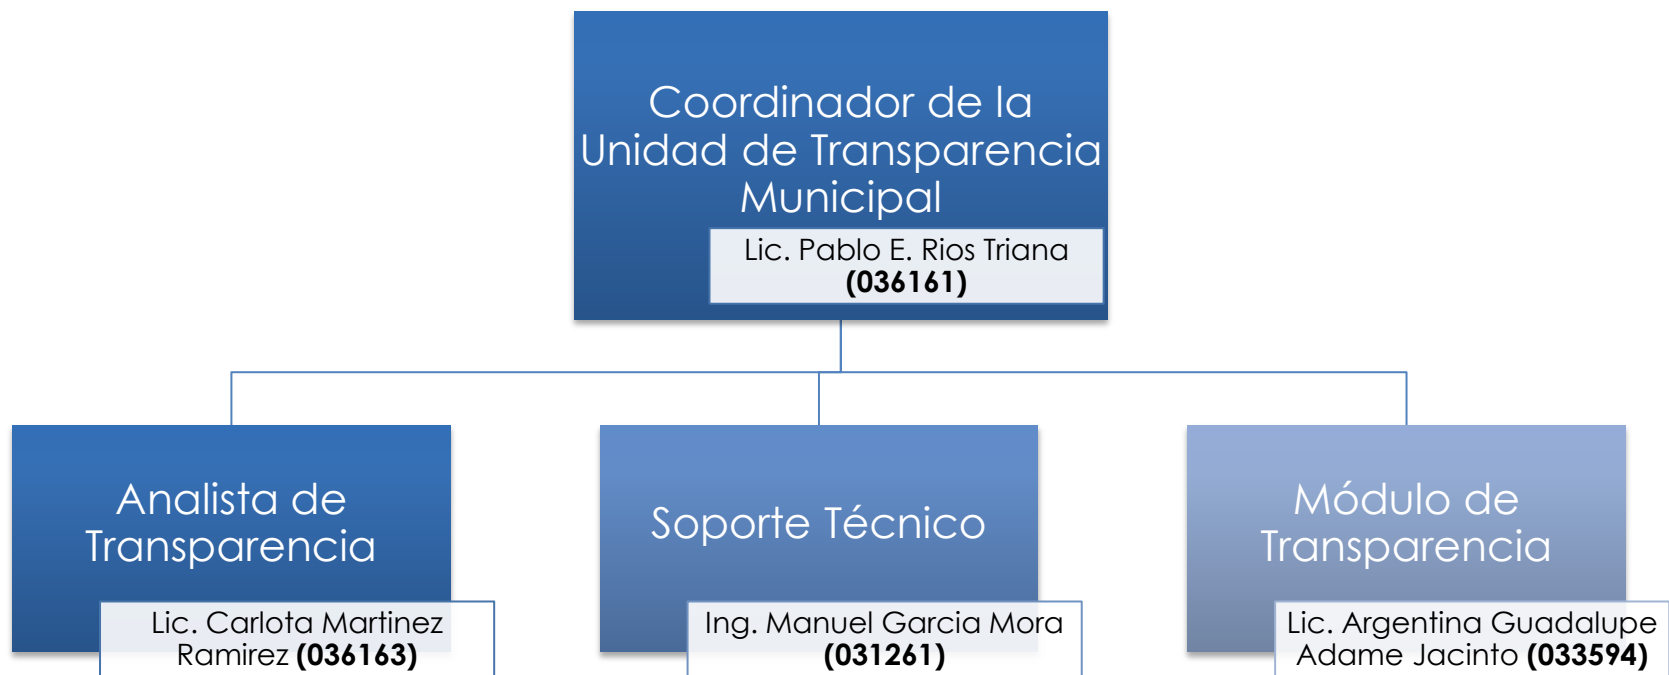 Coordinador de la
Unidad de Transparencia
Municipal
Lic. Pablo E. Rios Triana
(036161)
Analista de
Transparencia
Lic. Carlota Martinez
Ramirez (036163)
Soporte Técnico
Ing. Manuel Garcia Mora
(031261)
Módulo de
Transparencia
Lic. Argentina Guadalupe
Adame Jacinto (033594)